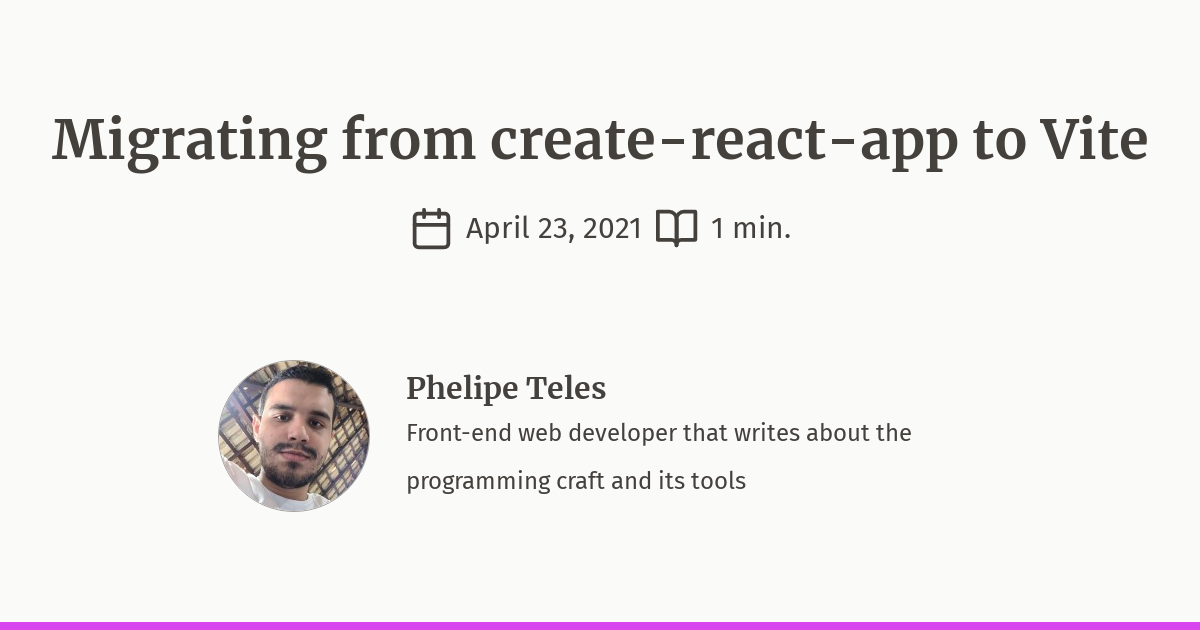 Migrating from create-react-app to Vite
April 23, 2021 1 min.
Phelipe Teles
Front-end web developer that writes about the
programming craft and its tools